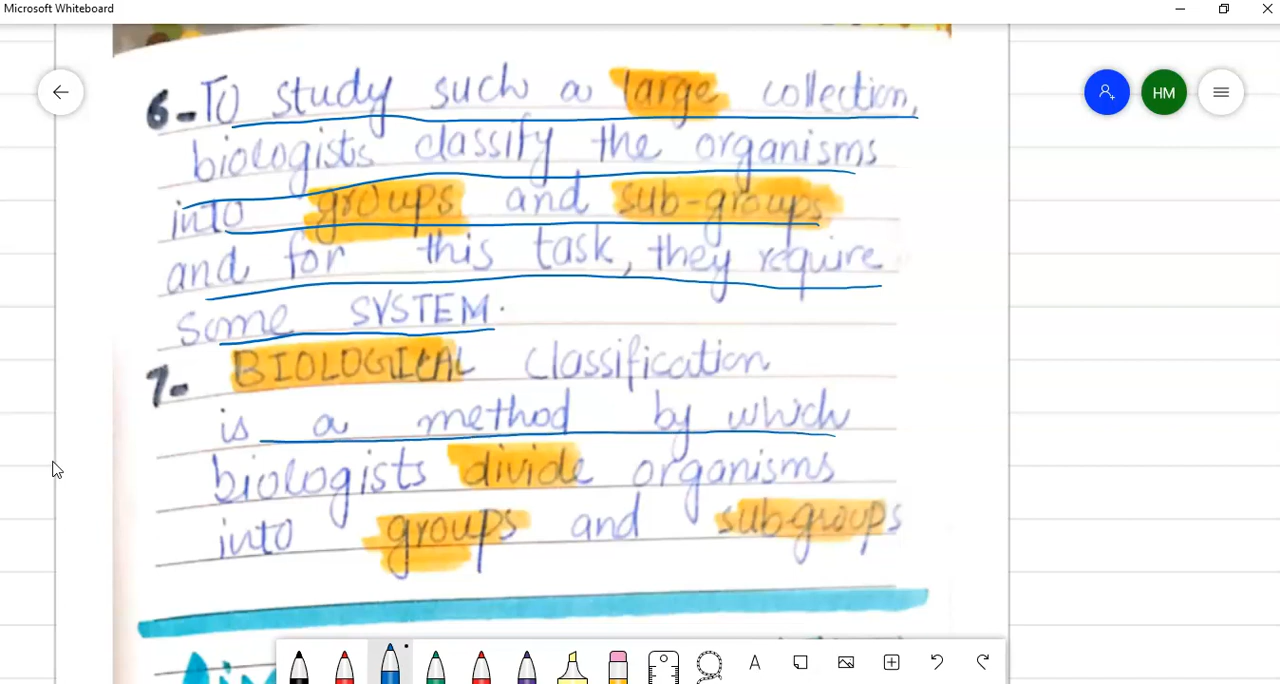 Microsoft Whiteboard
6- To study such a large collection,
biologists classify the organisms
into groups and sub-groups
and for this task, they require
some SYSTEM.
7- BIOLOGICAL classification
is a method by which
biologists divide organisms
into groups and subgroups
HM
A